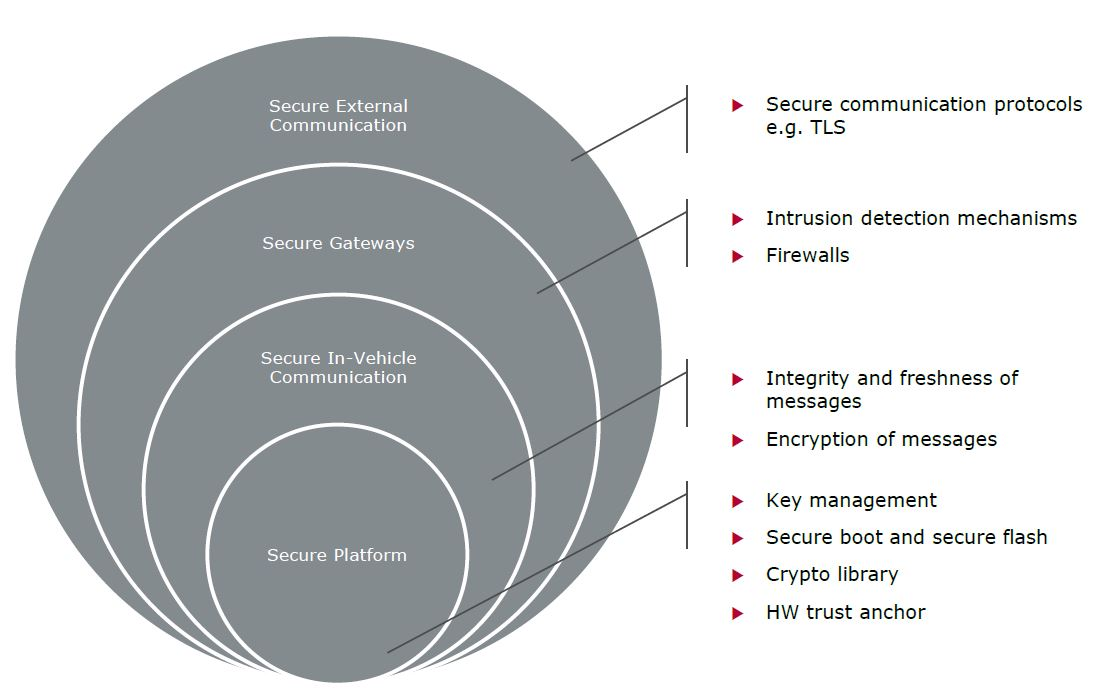 Secure External
Communication
Secure communication protocols
e.g. TLS
Secure Gateways
Intrusion detection mechanisms
Firewalls
Secure In-Vehicle
Communication
Integrity and freshness of
messages
Encryption of messages
Secure Platform
Key management
Secure boot and secure flash
Crypto library
HW trust anchor